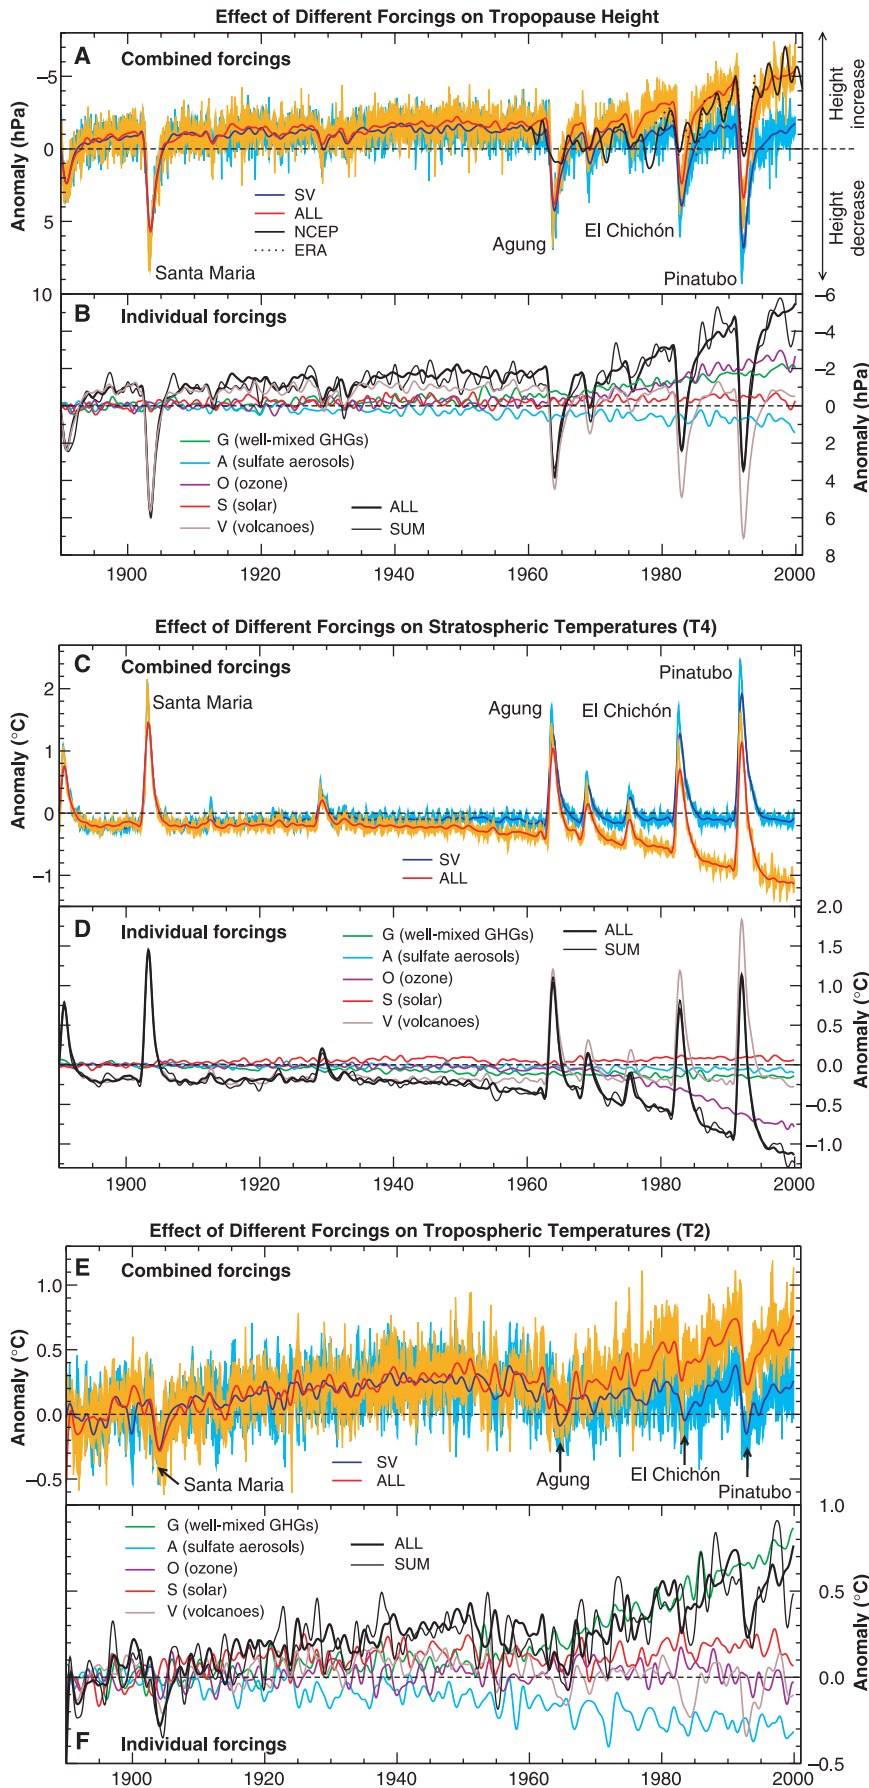 Effect of Different Forcings on Tropopause Height
A Combined forcings
Anomaly (hPa)
−5
0
5
10
SV
ALL
NCEP
ERA
Santa Maria
Agung
El Chichón
Pinatubo
Height increase
Height decrease
B Individual forcings
−6
−4
−2
0
2
4
6
8
Anomaly (hPa)
G (well-mixed GHGs)
A (sulfate aerosols)
O (ozone)
S (solar)
V (volcanoes)
ALL
SUM
1900 1920 1940 1960 1980 2000
Effect of Different Forcings on Stratospheric Temperatures (T4)
C Combined forcings
Anomaly (°C)
2
1
0
−1
Santa Maria
Agung
El Chichón
Pinatubo
SV
ALL
D Individual forcings
G (well-mixed GHGs)
A (sulfate aerosols)
O (ozone)
S (solar)
V (volcanoes)
ALL
SUM
2.0
1.5
1.0
0.5
0.0
−0.5
−1.0
Anomaly (°C)
1900 1920 1940 1960 1980 2000
Effect of Different Forcings on Tropospheric Temperatures (T2)
E Combined forcings
Anomaly (°C)
1.0
0.5
0.0
−0.5
Santa Maria
SV
ALL
Agung
El Chichón
Pinatubo
G (well-mixed GHGs)
A (sulfate aerosols)
O (ozone)
S (solar)
V (volcanoes)
ALL
SUM
1.0
0.5
0.0
−0.5
Anomaly (°C)
F Individual forcings
1900 1920 1940 1960 1980 2000